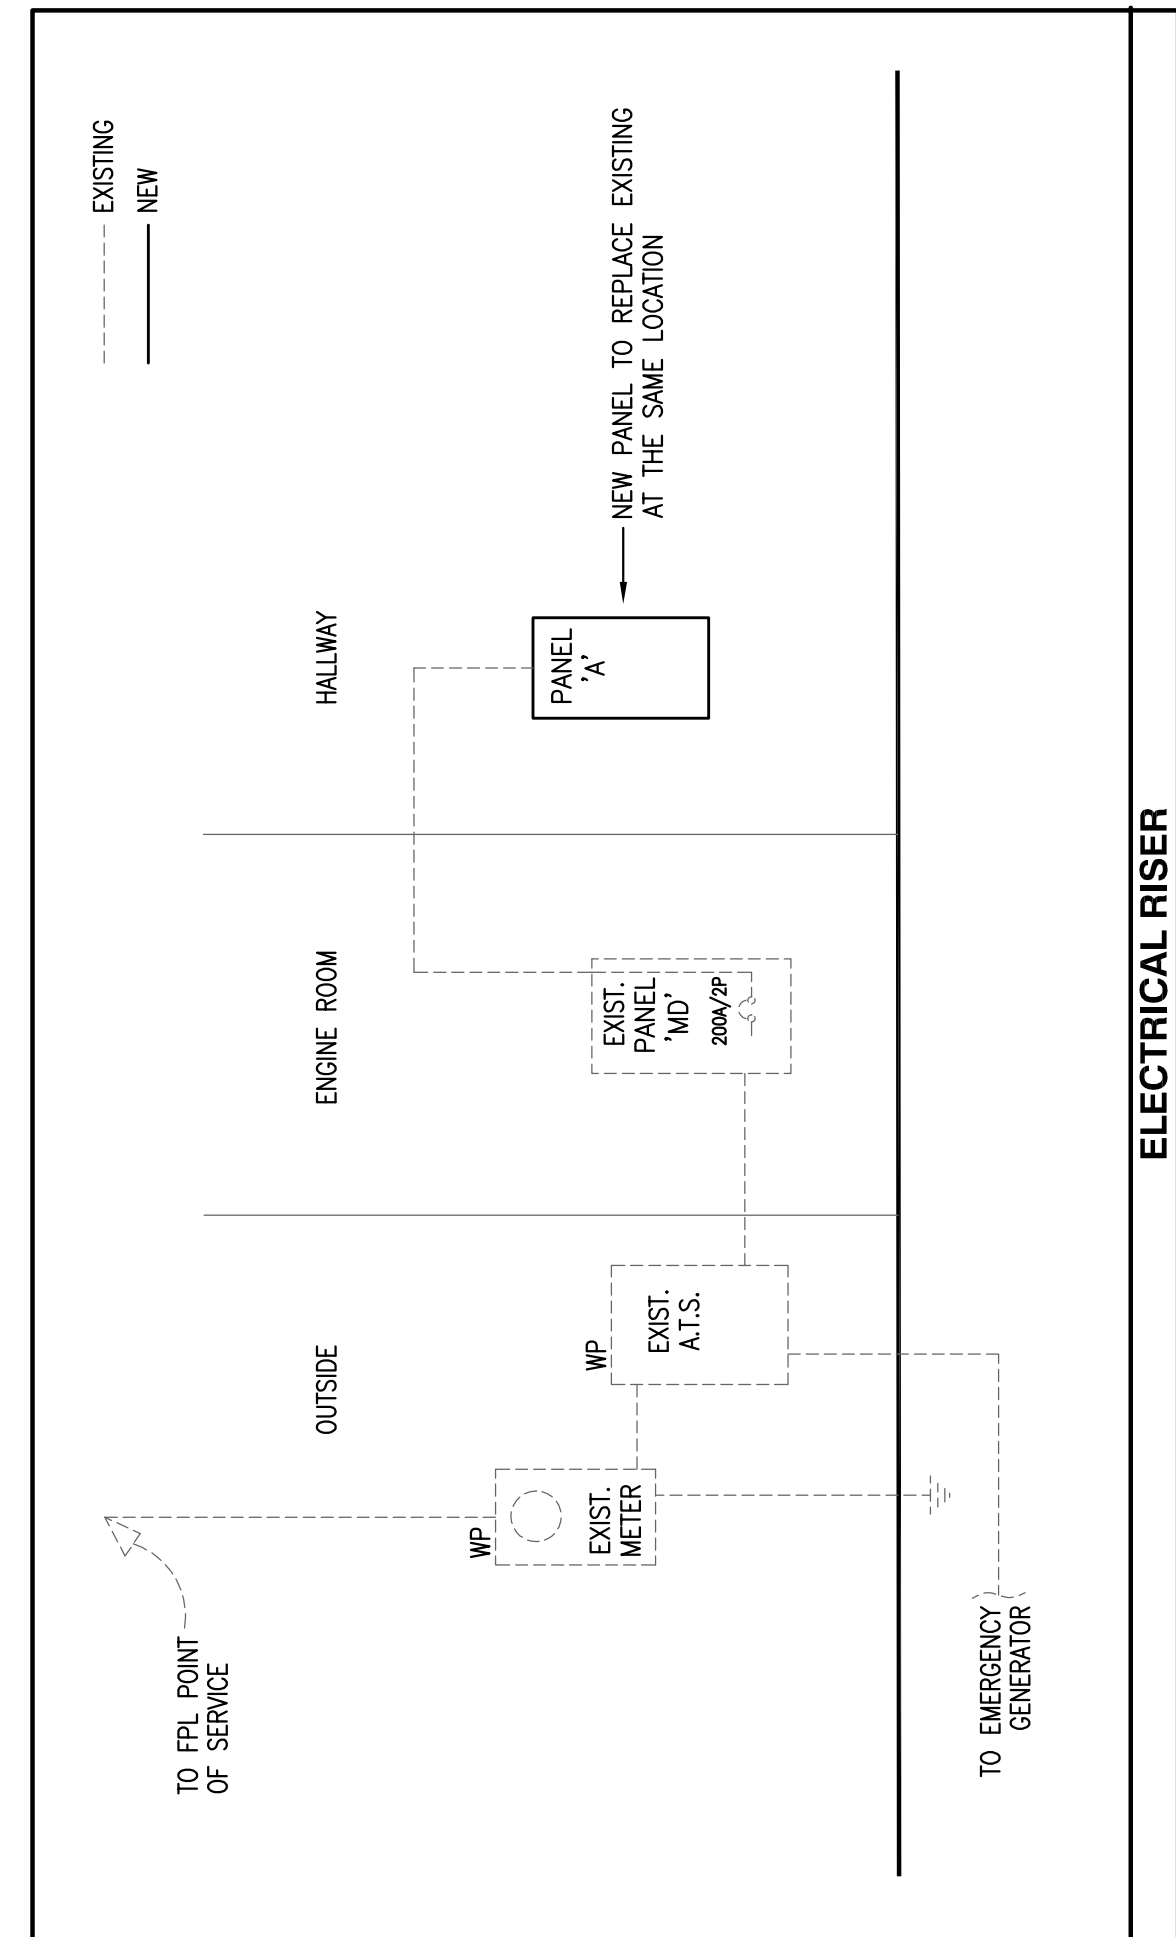 EXISTING
NEW
OUTSIDE
ENGINE ROOM
HALLWAY
TO FPL POINT
OF SERVICE
WP
EXIST.
METER
WP
EXIST.
A.T.S.
EXIST.
PANEL
'MD'
200A/2P
PANEL
'A'
NEW PANEL TO REPLACE EXISTING
AT THE SAME LOCATION
TO EMERGENCY
GENERATOR
ELECTRICAL RISER